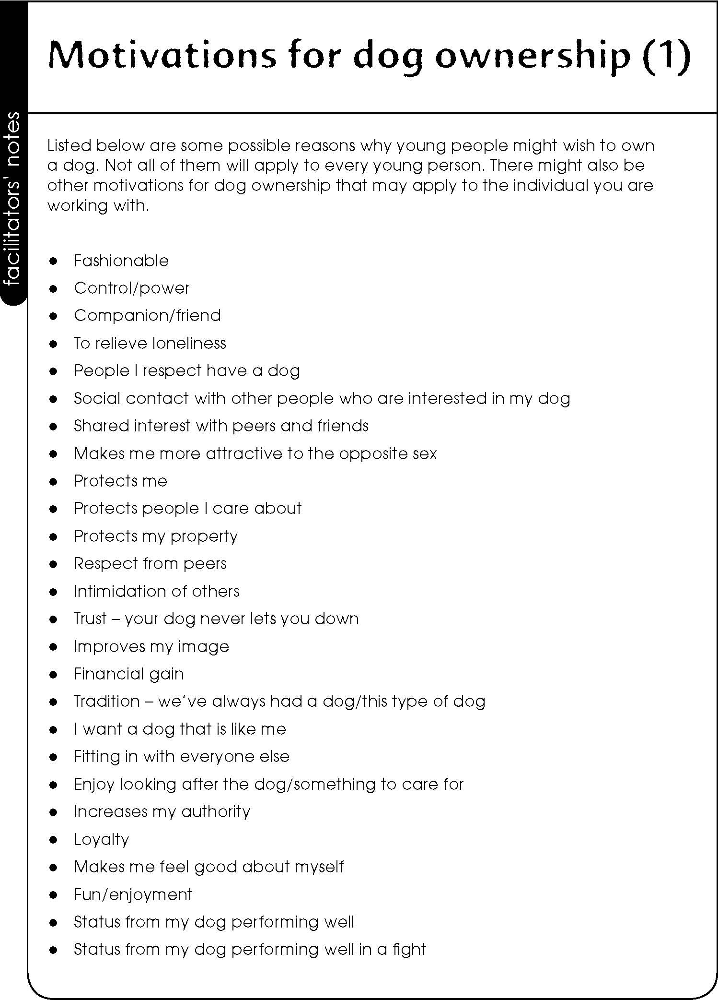 Motivations for dog ownership (1)
facilitators' notes
Listed below are some possible reasons why young people might wish to own
a dog. Not all of them will apply to every young person. There might also be
other motivations for dog ownership that may apply to the individual you are
working with.
● Fashionable
● Control/power
● Companion/friend
● To relieve loneliness
● People I respect have a dog
● Social contact with other people who are interested in my dog
● Shared interest with peers and friends
● Makes me more attractive to the opposite sex
● Protects me
● Protects people I care about
● Protects my property
● Respect from peers
● Intimidation of others
● Trust – your dog never lets you down
● Improves my image
● Financial gain
● Tradition – we've always had a dog/this type of dog
● I want a dog that is like me
● Fitting in with everyone else
● Enjoy looking after the dog/something to care for
● Increases my authority
● Loyalty
● Makes me feel good about myself
● Fun/enjoyment
● Status from my dog performing well
● Status from my dog performing well in a fight